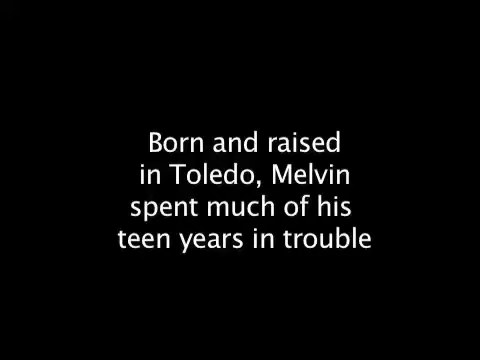 Born and raised
in Toledo, Melvin
spent much of his
teen years in trouble